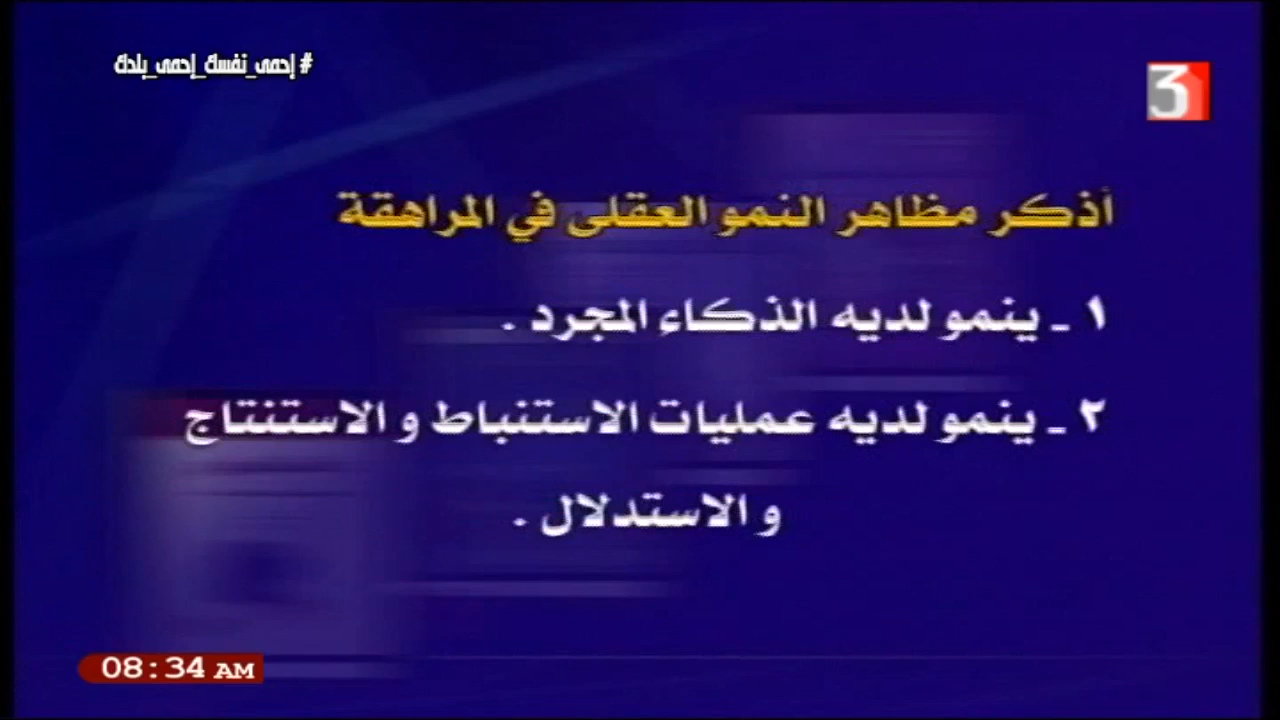 #إحمى_نفسك_إحمى_بلدك
3
أذكر مظاهر النمو العقلى في المراهقة
١ - ينمو لديه الذكاء المجرد .
٢ - ينمو لديه عمليات الاستنباط و الاستنتاج
و الاستدلال .
08:34 AM